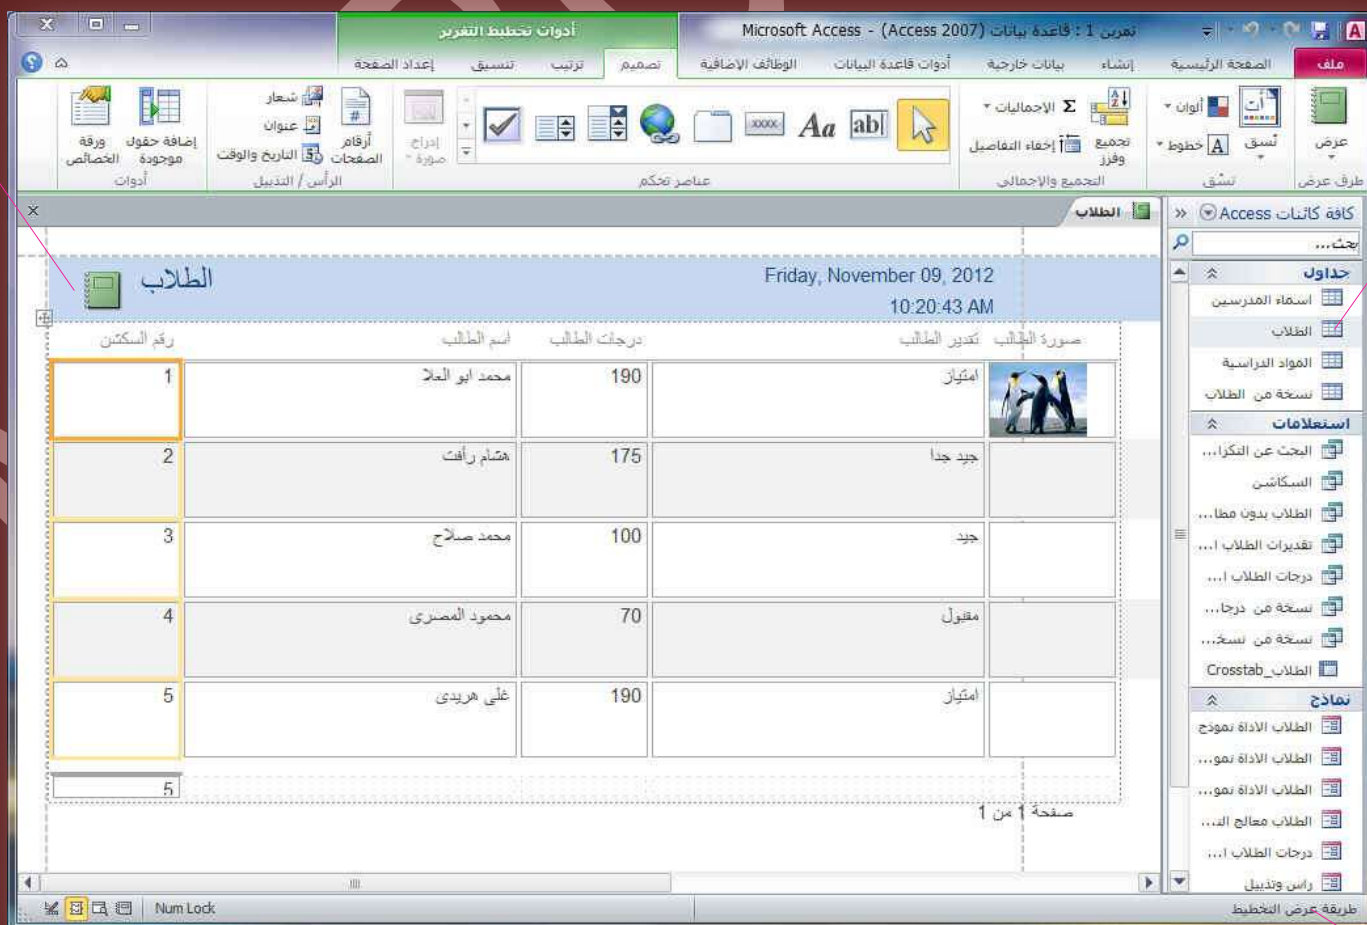 تمرين 1 : قاعدة بيانات (Access 2007) - Microsoft Access
أدوات تخطيط التقرير
ملف
الصفحة الرئيسية
إنشاء
بيانات خارجية
أدوات قاعدة البيانات
الوظائف الإضافية
تصميم
ترتيب
تنسيق
إعداد الصفحة
عرض
طرق عرض
أت
نسق
ألوان
A خطوط
نسّق
Σ الإجماليات
تجميع وفرز
إخفاء التفاصيل
التجميع والإجمالي
ab|
Aa
xxxx
عناصر تحكم
إدراج صورة
أرقام الصفحات
شعار
عنوان
التاريخ والوقت
الرأس / التذييل
إضافة حقول موجودة
ورقة الخصائص
أدوات
كافة كائنات Access
بحث...
جداول
اسماء المدرسين
الطلاب
المواد الدراسية
نسخة من الطلاب
استعلامات
البحث عن التكرا...
السكاشن
الطلاب بدون مطا...
تقديرات الطلاب ا...
درجات الطلاب ا...
نسخة من درجا...
نسخة من نسخ...
الطلاب_Crosstab
نماذج
الطلاب الاداة نموذج
الطلاب الاداة نمو...
الطلاب الاداة نمو...
الطلاب معالج الن...
درجات الطلاب ا...
راس وتذييل
الطلاب
الطلاب
Friday, November 09, 2012
10:20:43 AM
رقم السكشن اسم الطالب درجات الطالب تقدير الطالب صورة الطالب
1 محمد ابو العلا 190 امتياز
2 هشام رأفت 175 جيد جدا
3 محمد صلاح 100 جيد
4 محمود المصرى 70 مقبول
5 على هريدى 190 امتياز
5
صفحة 1 من 1
طريقة عرض التخطيط
Num Lock